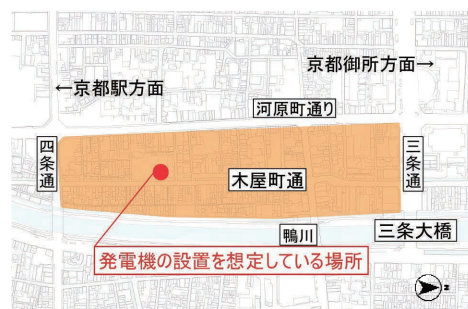 京都御所方面→
←京都駅方面
河原町通り
四条通
三条通
木屋町通
鴨川
三条大橋
発電機の設置を想定している場所
N